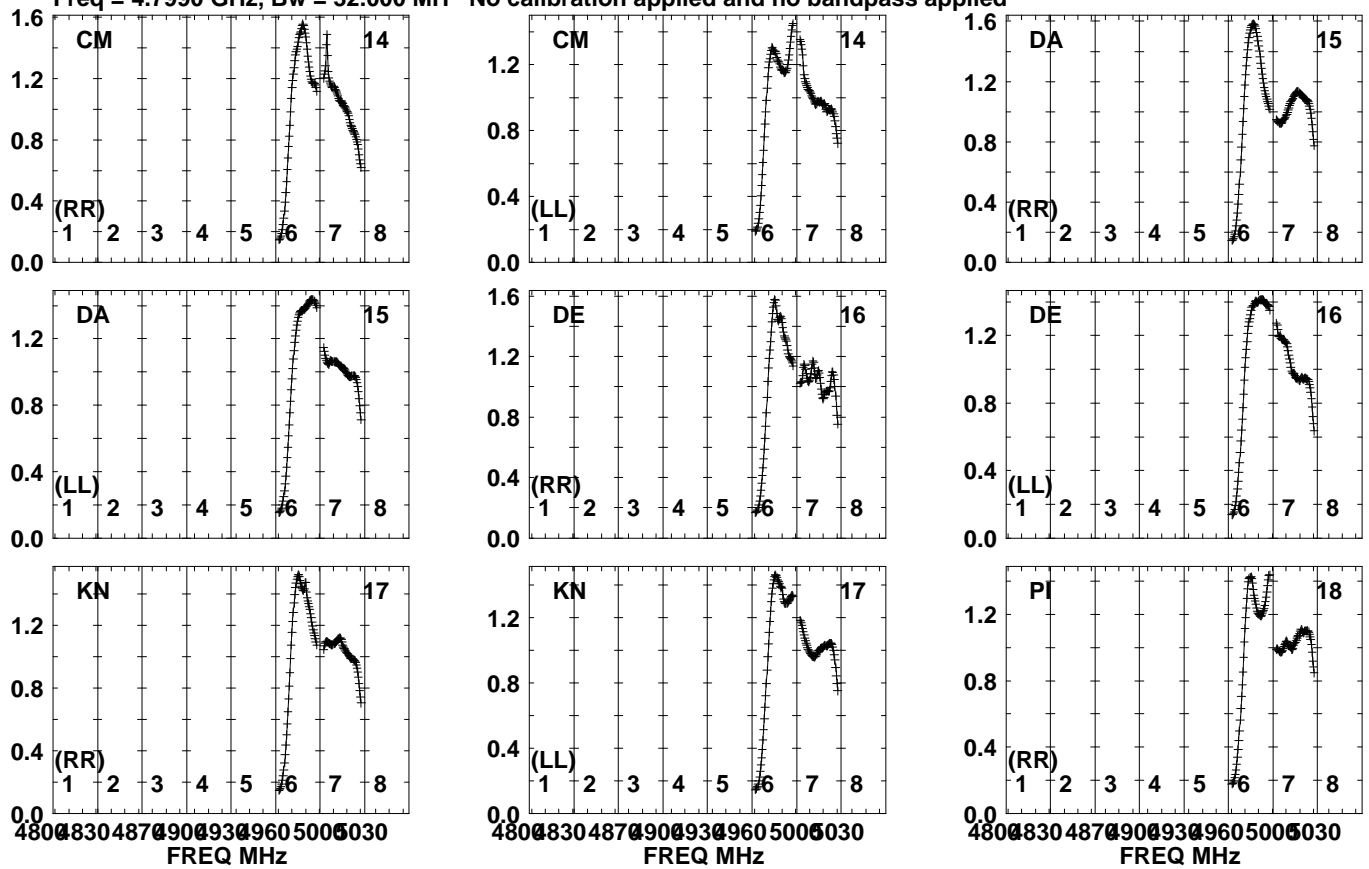 Freq = 4.7990 GHz, Bw = 32.000 MH No calibration applied and no bandpass applied
1.6 CM 14 CM 14 1.6 DA 15
1.2 1.2 1.2
0.8 0.8 0.8
0.4 0.4 0.4
(RR) (LL) (RR)
1 2 3 4 5 6 7 8 1 2 3 4 5 6 7 8 1 2 3 4 5 6 7 8
0.0 0.0 0.0
DA 15 1.6 DE 16 DE 16
1.2 1.2 1.2
0.8 0.8 0.8
0.4 0.4 0.4
(LL) (RR) (LL)
1 2 3 4 5 6 7 8 1 2 3 4 5 6 7 8 1 2 3 4 5 6 7 8
0.0 0.0 0.0
KN 17 KN 17 PI 18
1.2 1.2 1.2
0.8 0.8 0.8
0.4 0.4 0.4
(RR) (LL) (RR)
1 2 3 4 5 6 7 8 1 2 3 4 5 6 7 8 1 2 3 4 5 6 7 8
0.0 0.0 0.0
4800 4830 4870 4900 4930 4960 5000 5030 4800 4830 4870 4900 4930 4960 5000 5030 4800 4830 4870 4900 4930 4960 5000 5030
FREQ MHz FREQ MHz FREQ MHz